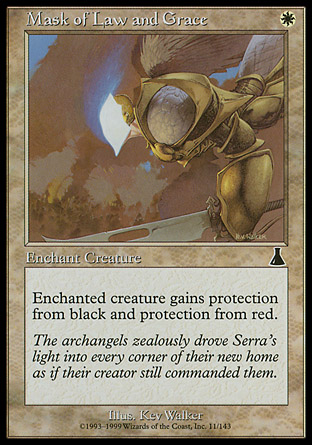 Mask of Law and Grace
KEV WALKER
Enchant Creature
Enchanted creature gains protection
from black and protection from red.
The archangels zealously drove Serra's
light into every corner of their new home
as if their creator still commanded them.
Illus. Kev Walker
©1993–1999 Wizards of the Coast, Inc. 11/143